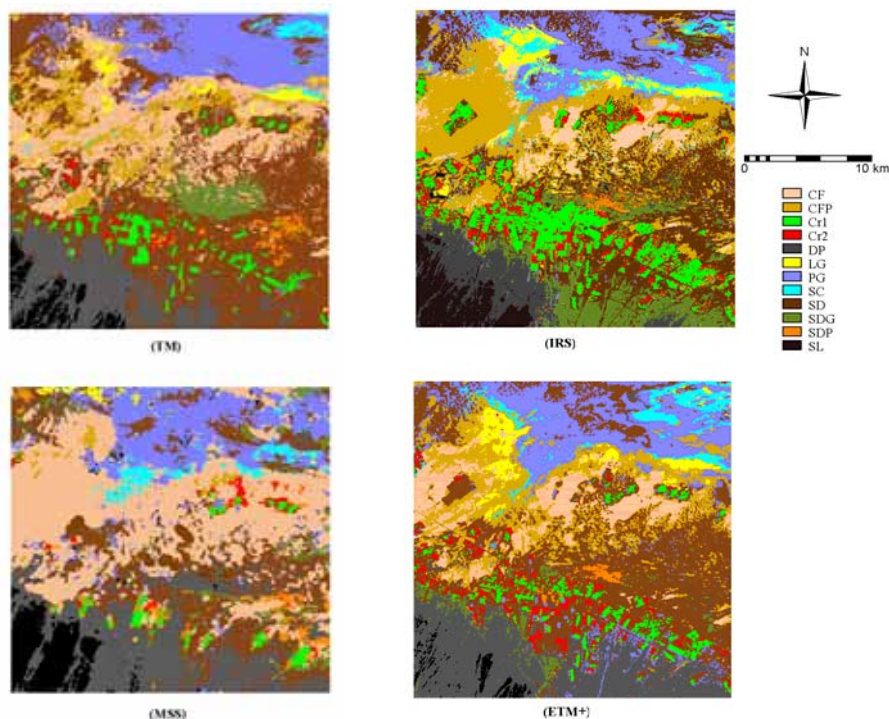 N
0
10 km
CF
CFP
Cr1
Cr2
DP
LG
PG
SC
SD
SDG
SDP
SL
(TM)
(IRS)
(MSS)
(ETM+)